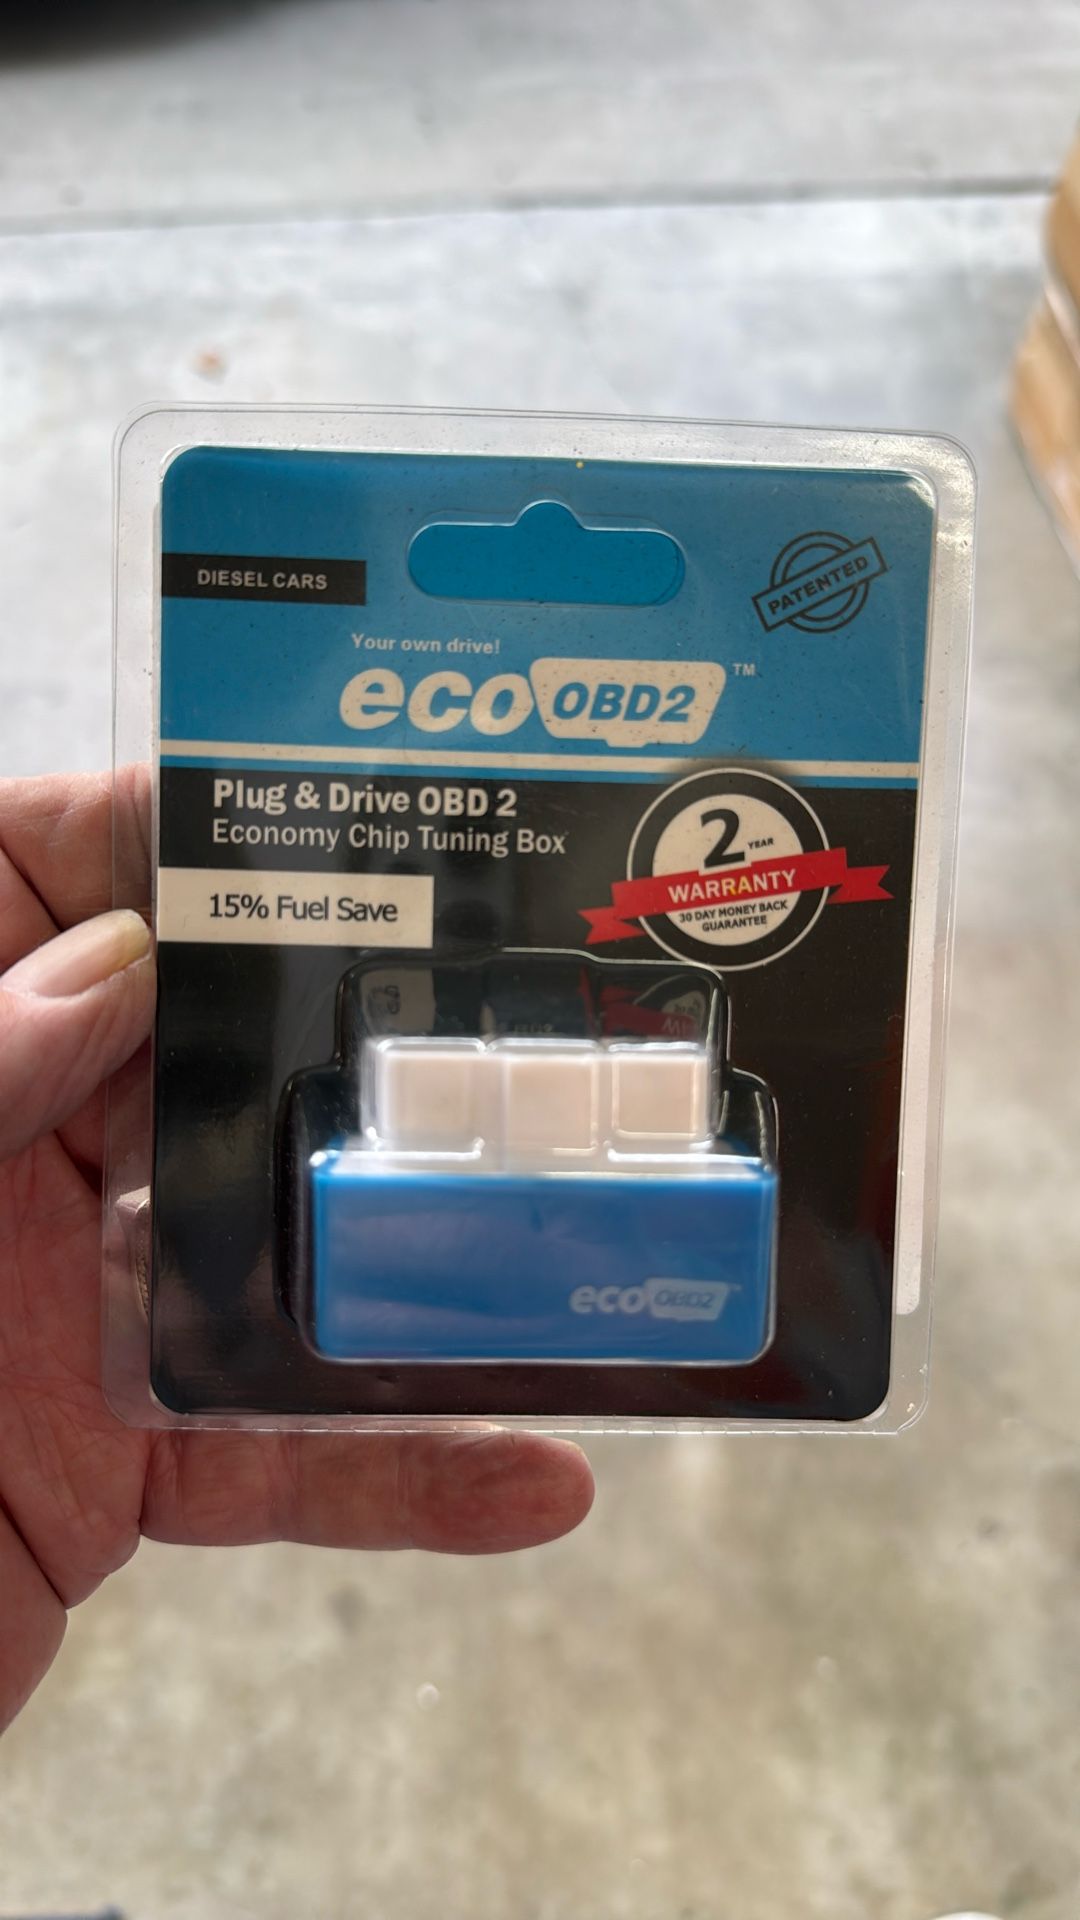 DIESEL CARS
PATENTED
Your own drive!
eco OBD2 ™
Plug & Drive OBD 2
Economy Chip Tuning Box
15% Fuel Save
2 YEAR
WARRANTY
30 DAY MONEY BACK
GUARANTEE
eco OBD2 ™